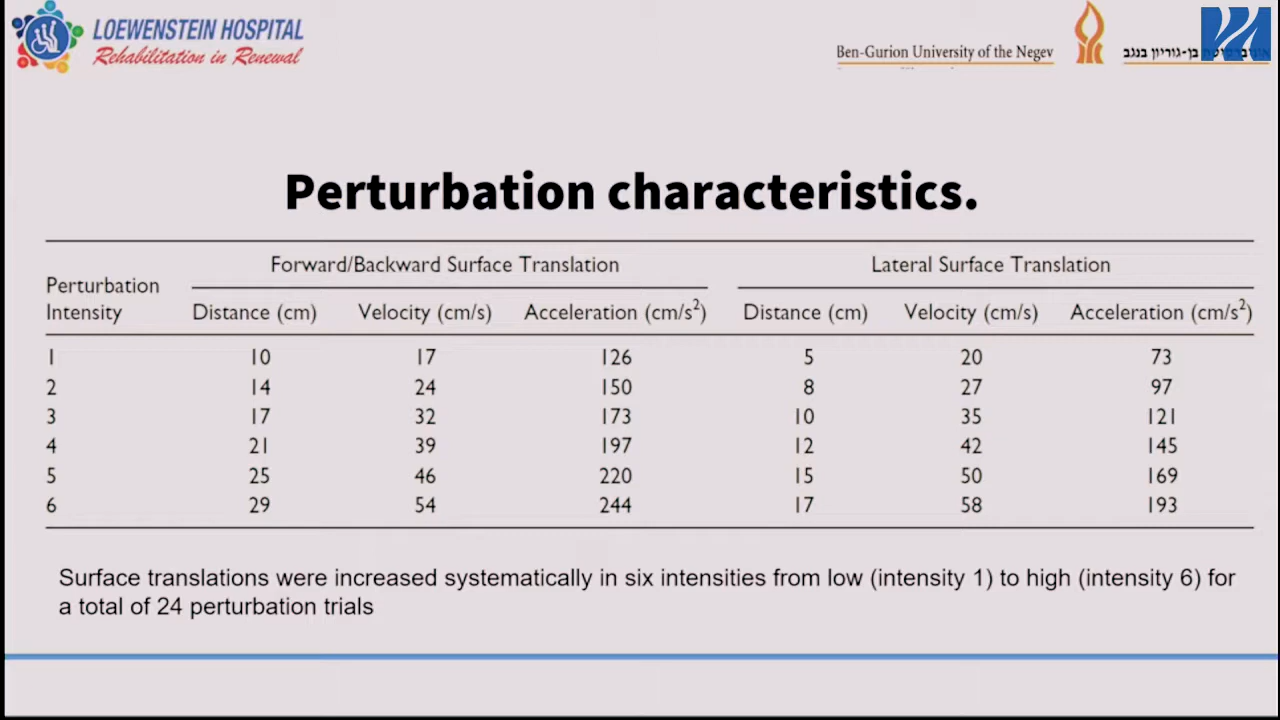 LOEWENSTEIN HOSPITAL
Rehabilitation in Renewal
Ben-Gurion University of the Negev
בן-גוריון בנגב
Perturbation characteristics.
Perturbation Intensity Forward/Backward Surface Translation Lateral Surface Translation
Distance (cm) Velocity (cm/s) Acceleration (cm/s²) Distance (cm) Velocity (cm/s) Acceleration (cm/s²)
1 10 17 126 5 20 73
2 14 24 150 8 27 97
3 17 32 173 10 35 121
4 21 39 197 12 42 145
5 25 46 220 15 50 169
6 29 54 244 17 58 193
Surface translations were increased systematically in six intensities from low (intensity 1) to high (intensity 6) for
a total of 24 perturbation trials